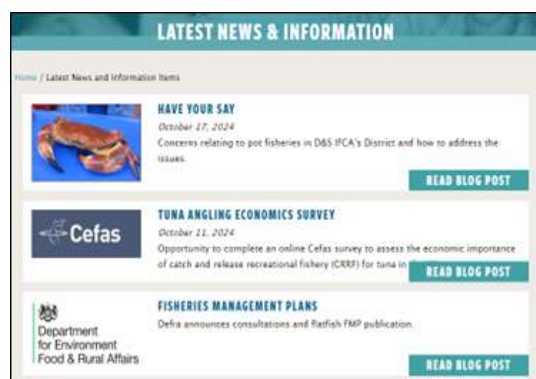 LATEST NEWS & INFORMATION
Home / Latest News and Information Items
HAVE YOUR SAY
October 17, 2024
Concerns relating to pot fisheries in D&S IFCA's District and how to address the
issues.
READ BLOG POST
Cefas
TUNA ANGLING ECONOMICS SURVEY
October 11, 2024
Opportunity to complete an online Cefas survey to assess the economic importance
of catch and release recreational fishery (CRRF) for tuna in
READ BLOG POST
Department
for Environment
Food & Rural Affairs
FISHERIES MANAGEMENT PLANS
Defra announces consultations and flatfish FMP publication.
READ BLOG POST